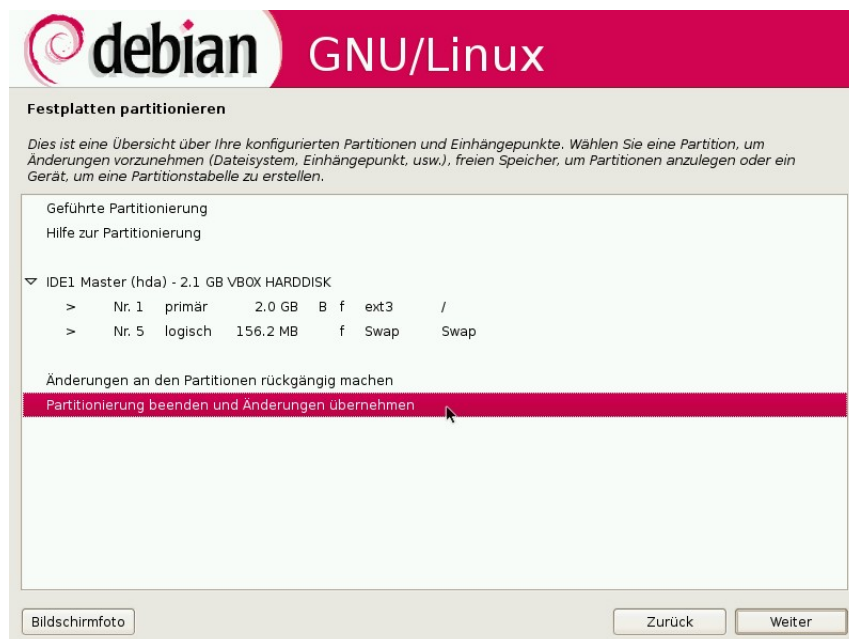 debian GNU/Linux
Festplatten partitionieren
Dies ist eine Übersicht über Ihre konfigurierten Partitionen und Einhängepunkte. Wählen Sie eine Partition, um
Änderungen vorzunehmen (Dateisystem, Einhängepunkt, usw.), freien Speicher, um Partitionen anzulegen oder ein
Gerät, um eine Partitionstabelle zu erstellen.
Geführte Partitionierung
Hilfe zur Partitionierung
IDE1 Master (hda) - 2.1 GB VBOX HARDDISK
> Nr. 1 primär 2.0 GB B f ext3 /
> Nr. 5 logisch 156.2 MB f Swap Swap
Änderungen an den Partitionen rückgängig machen
Partitionierung beenden und Änderungen übernehmen
Bildschirmfoto Zurück Weiter